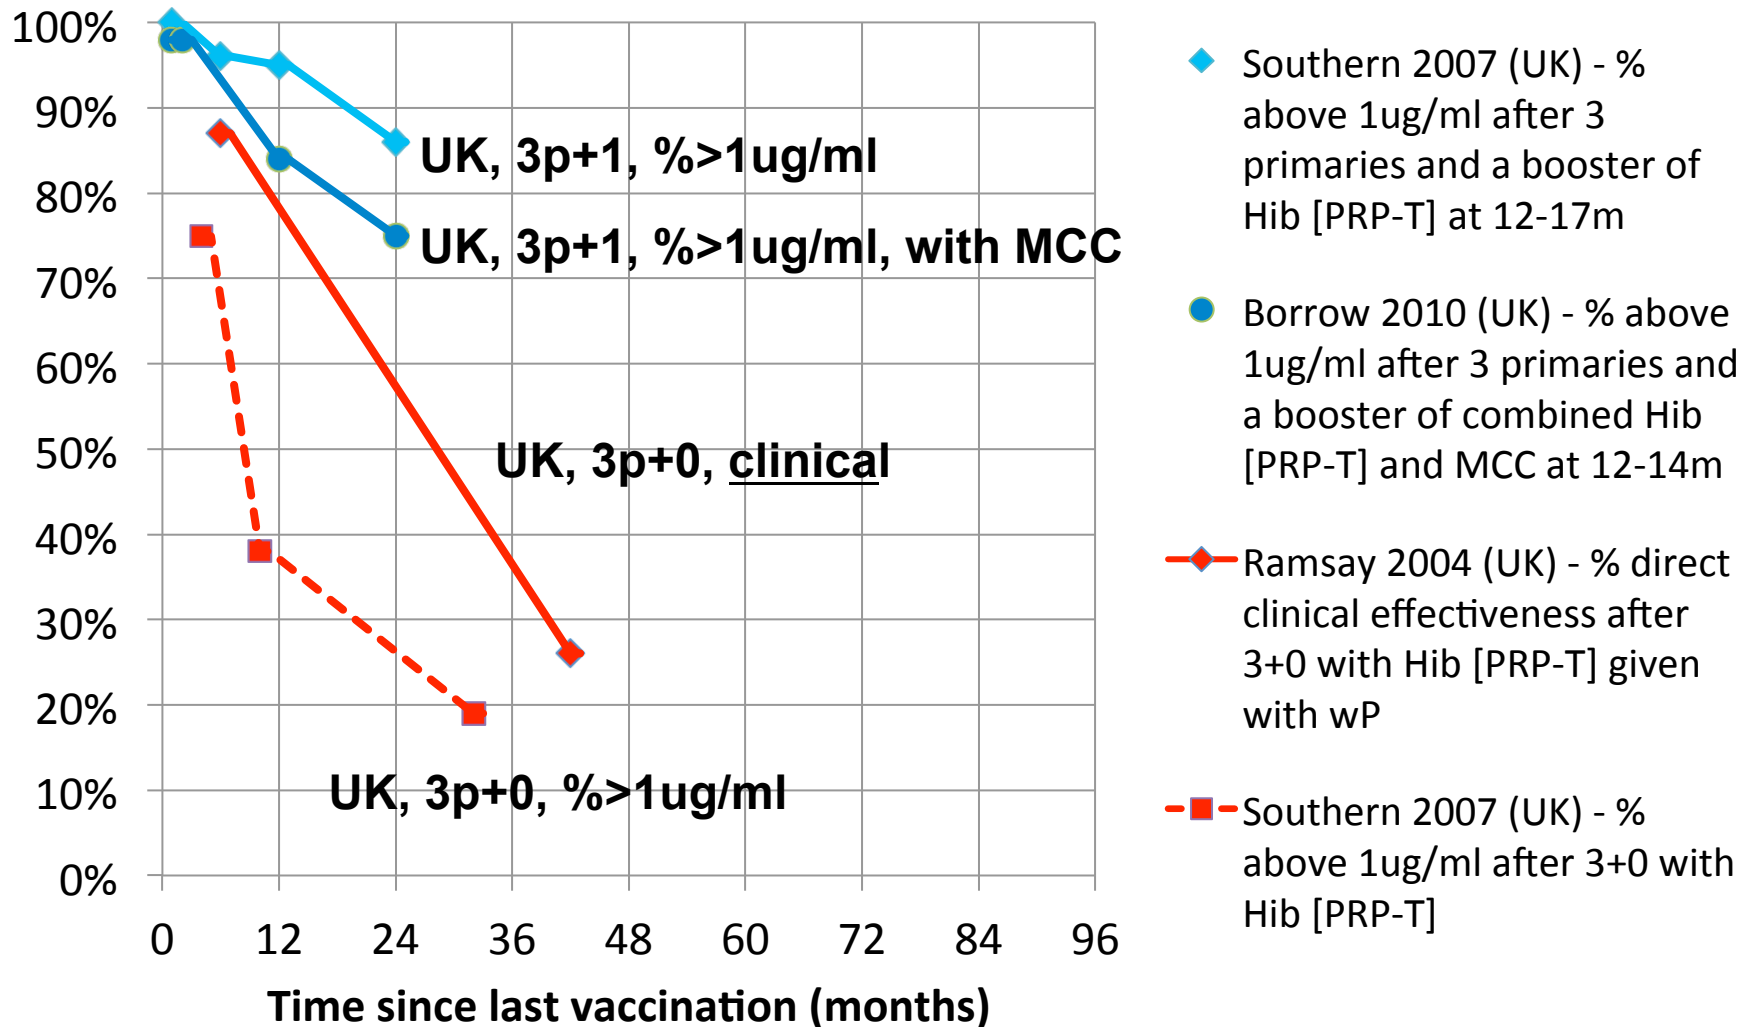 100%
90%
80%
70%
60%
50%
40%
30%
20%
10%
0%
0 12 24 36 48 60 72 84 96
Time since last vaccination (months)
UK, 3p+1, %>1ug/ml
UK, 3p+1, %>1ug/ml, with MCC
UK, 3p+0, clinical
UK, 3p+0, %>1ug/ml
Southern 2007 (UK) - %
above 1ug/ml after 3
primaries and a booster of
Hib [PRP-T] at 12-17m
Borrow 2010 (UK) - % above
1ug/ml after 3 primaries and
a booster of combined Hib
[PRP-T] and MCC at 12-14m
Ramsay 2004 (UK) - % direct
clinical effectiveness after
3+0 with Hib [PRP-T] given
with wP
Southern 2007 (UK) - %
above 1ug/ml after 3+0 with
Hib [PRP-T]